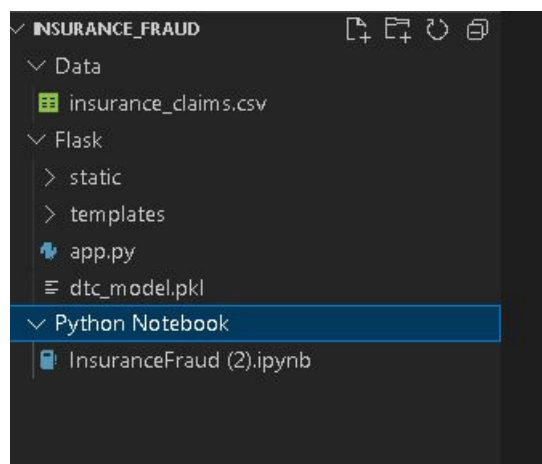 INSURANCE_FRAUD
Data
insurance_claims.csv
Flask
static
templates
app.py
dtc_model.pkl
Python Notebook
InsuranceFraud (2).ipynb